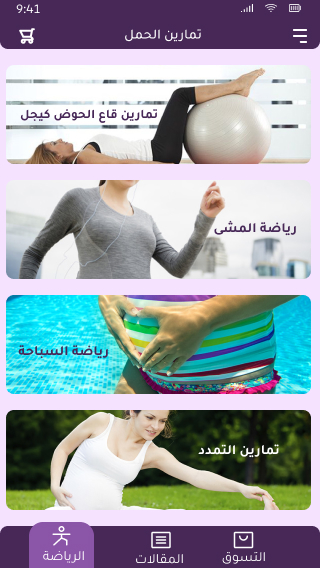 9:41
تمارين الحمل
تمارين قاع الحوض كيجل
رياضة المشى
رياضة السباحة
تمارين التمدد
التسوق
المقالات
الرياضة